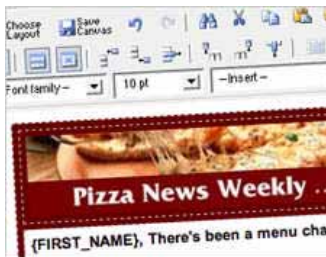 Choose
Layout
Save
Canvas
Font family –
10 pt
–Insert –
Pizza News Weekly ..
{FIRST_NAME}, There's been a menu cha